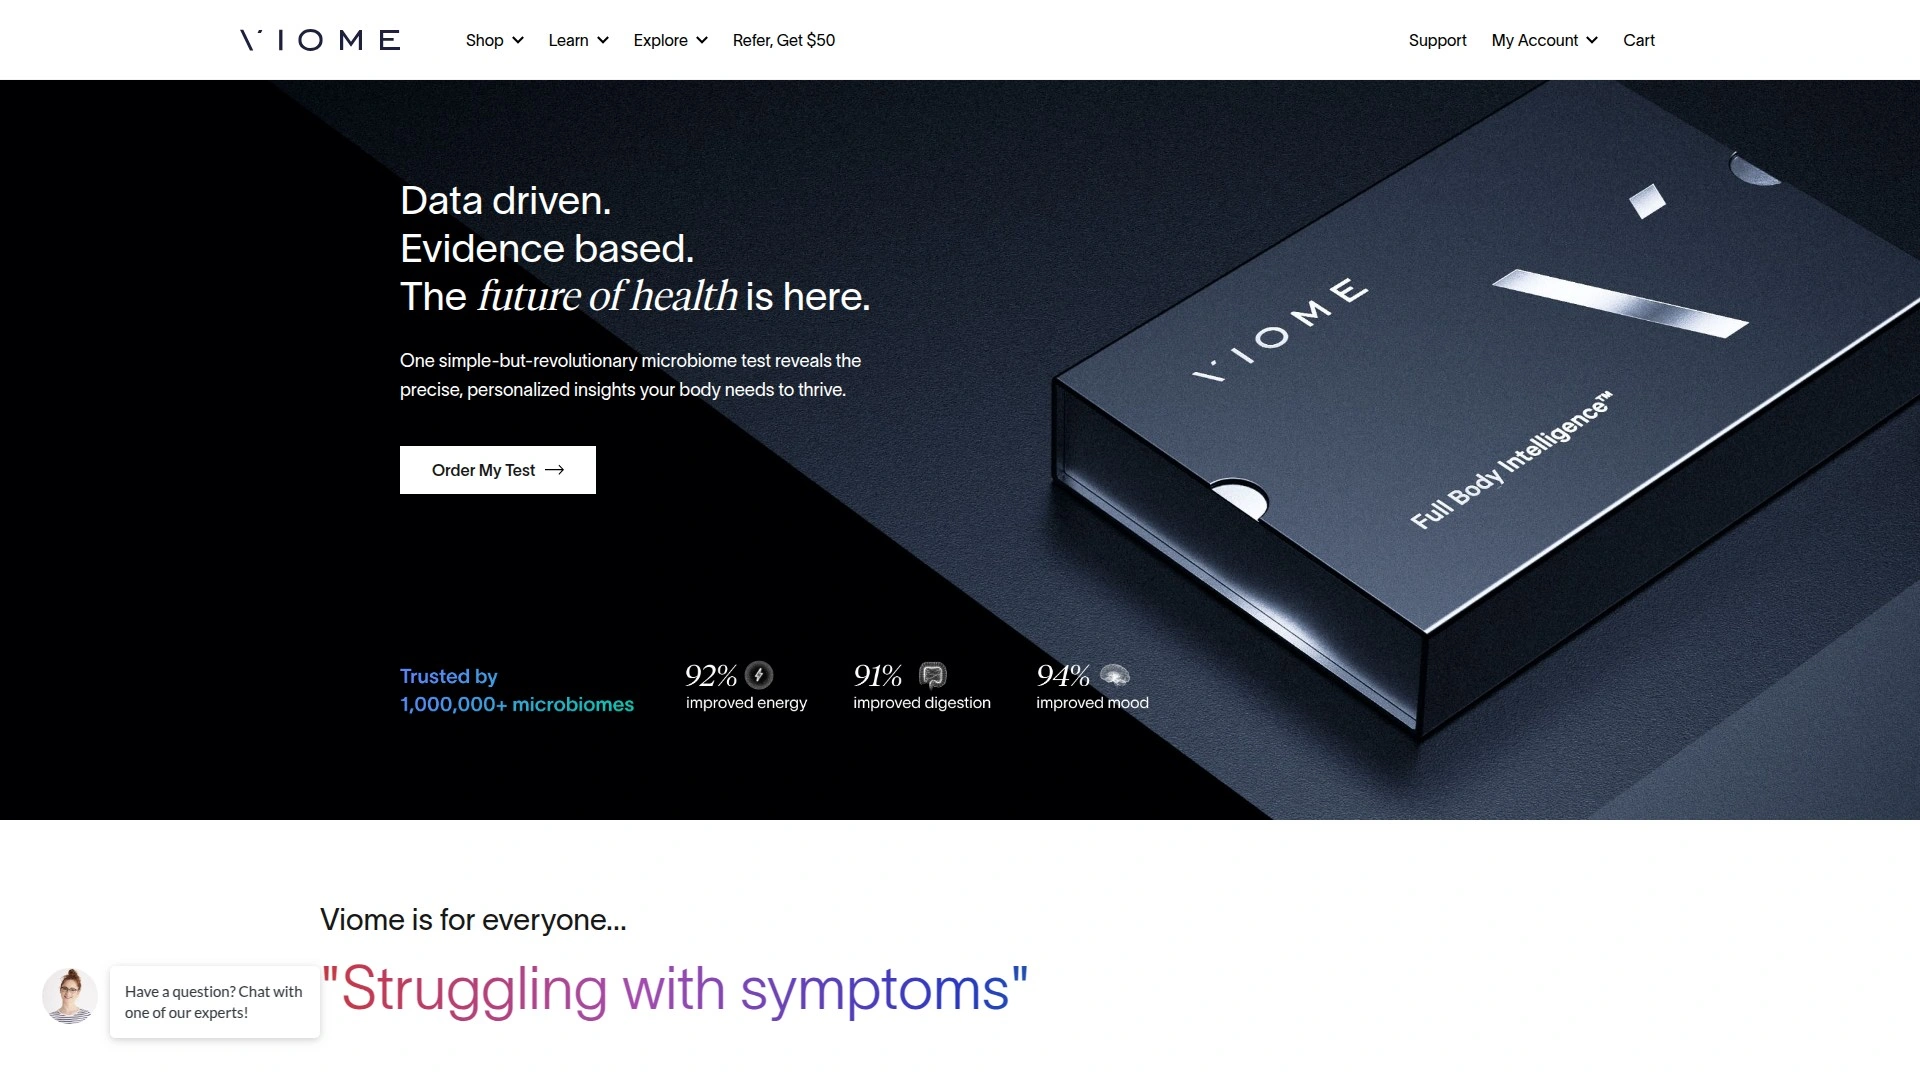 VIOME
Shop
Learn
Explore
Refer, Get $50
Support
My Account
Cart
Data driven.
Evidence based.
The future of health is here.
One simple-but-revolutionary microbiome test reveals the
precise, personalized insights your body needs to thrive.
Order My Test
VIOME
Full Body Intelligence™
Trusted by
1,000,000+ microbiomes
92%
improved energy
91%
improved digestion
94%
improved mood
Viome is for everyone...
"Struggling with symptoms"
Have a question? Chat with
one of our experts!